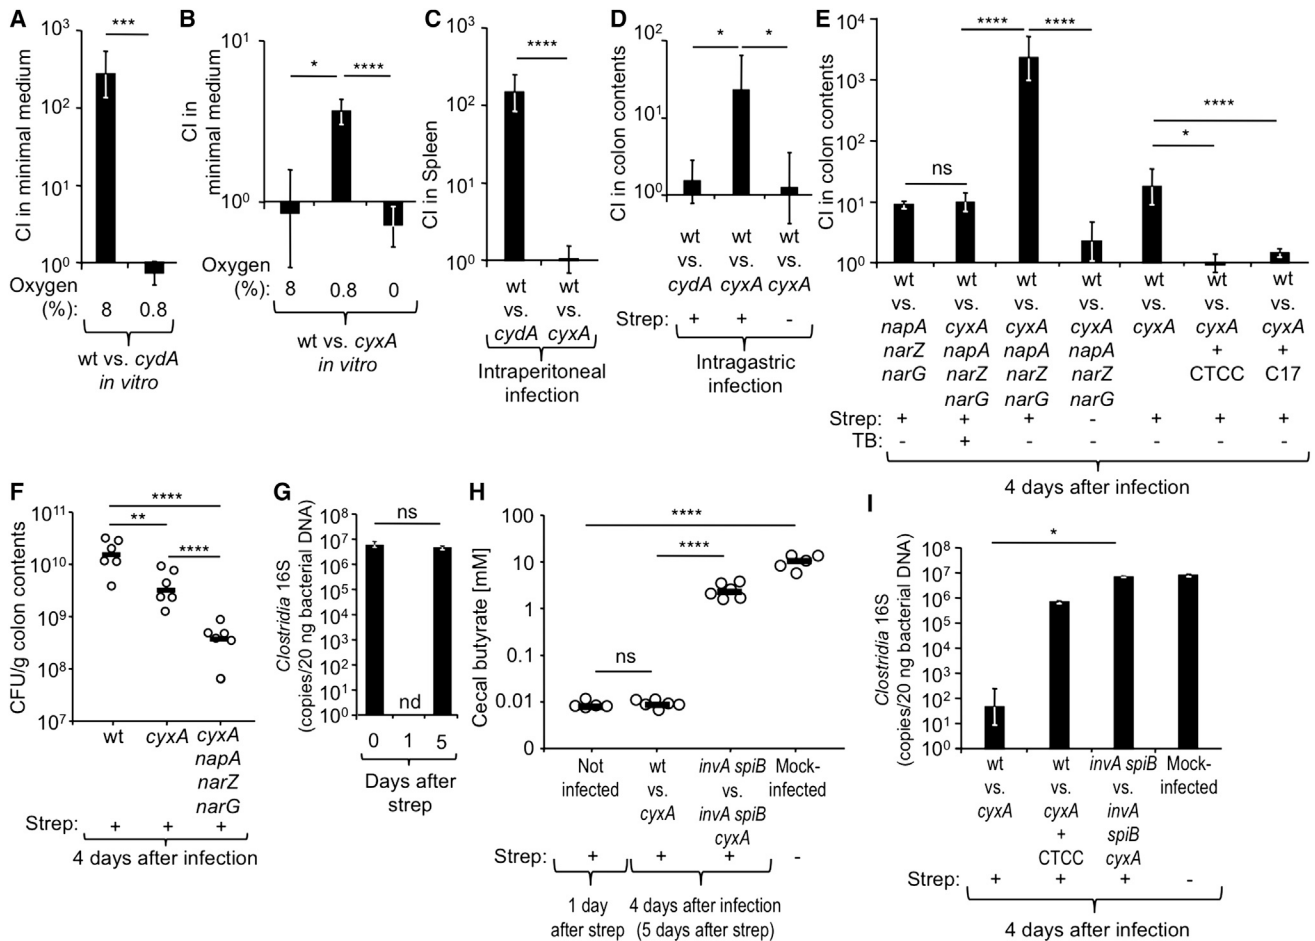 A
CI in minimal medium
10³
10²
10¹
10⁰
***
Oxygen
(%): 8 0.8
wt vs. cydA
in vitro
B
CI in
minimal medium
10¹
10⁰
* ****
Oxygen
(%): 8 0.8 0
wt vs. cyxA
in vitro
C
CI in Spleen
10³
10²
10¹
10⁰
****
wt wt
vs. vs.
cydA cyxA
Intraperitoneal
infection
D
CI in colon contents
10²
10¹
10⁰
* *
wt wt wt
vs. vs. vs.
cydA cyxA cyxA
Strep: + + -
Intragastric
infection
E
CI in colon contents
10⁴
10³
10²
10¹
10⁰
**** ****
ns
****
*
wt wt wt wt wt wt wt
vs. vs. vs. vs. vs. vs. vs.
napA cyxA cyxA cyxA cyxA cyxA cyxA
narZ napA napA napA + +
narG narZ narZ narZ CTCC C17
narG narG narG
Strep: + + + - + + +
TB: - + - - - - -
4 days after infection
F
CFU/g colon contents
10¹¹
10¹⁰
10⁹
10⁸
10⁷
****
**
****
wt cyxA cyxA
napA
narZ
narG
Strep: + + +
4 days after infection
G
Clostridia 16S
(copies/20 ng bacterial DNA)
10⁸
10⁷
10⁶
10⁵
10⁴
10³
10²
10¹
10⁰
ns
nd
0 1 5
Days after
strep
H
Cecal butyrate [mM]
100
10
1
0.1
0.01
0
****
****
ns
Not wt invA spiB Mock-
infected vs. vs. infected
cyxA invA spiB
cyxA
Strep: + + + -
1 day
after strep
4 days after infection
(5 days after strep)
I
Clostridia 16S
(copies/20 ng bacterial DNA)
10⁸
10⁷
10⁶
10⁵
10⁴
10³
10²
10¹
10⁰
*
wt wt invA spiB Mock-
vs. vs. vs. infected
cyxA cyxA invA
+ spiB
CTCC cyxA
Strep: + + + -
4 days after infection